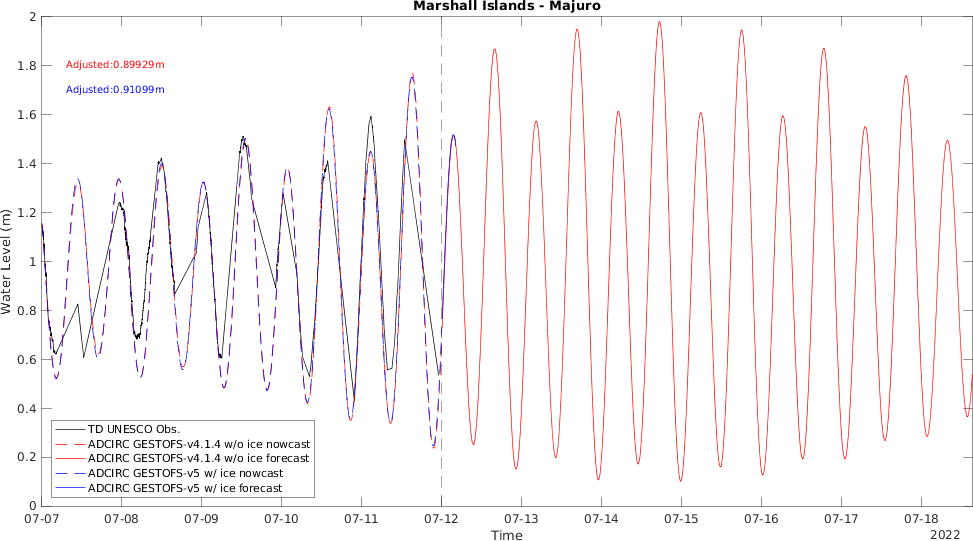 Marshall Islands - Majuro
2
1.8
1.6
1.4
1.2
1
0.8
0.6
0.4
0.2
0
Water Level (m)
Adjusted:0.89929m
Adjusted:0.91099m
TD UNESCO Obs.
ADCIRC GESTOFS-v4.1.4 w/o ice nowcast
ADCIRC GESTOFS-v4.1.4 w/o ice forecast
ADCIRC GESTOFS-v5 w/ ice nowcast
ADCIRC GESTOFS-v5 w/ ice forecast
07-07 07-08 07-09 07-10 07-11 07-12 07-13 07-14 07-15 07-16 07-17 07-18
Time
2022